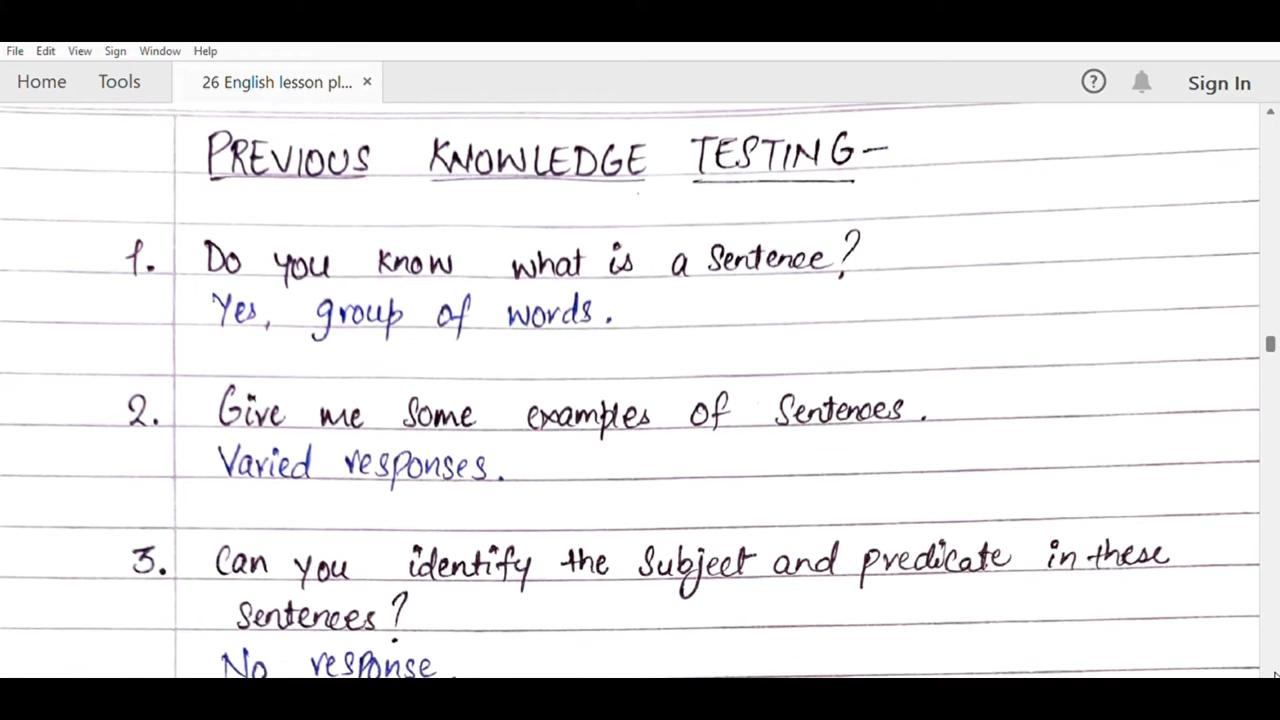 File Edit View Sign Window Help
Home Tools 26 English lesson pl... × ? Sign In
PREVIOUS KNOWLEDGE TESTING—
1. Do you know what is a sentence?
Yes, group of words.
2. Give me some examples of sentences.
Varied responses.
3. Can you identify the subject and predicate in these
sentences?
No response.